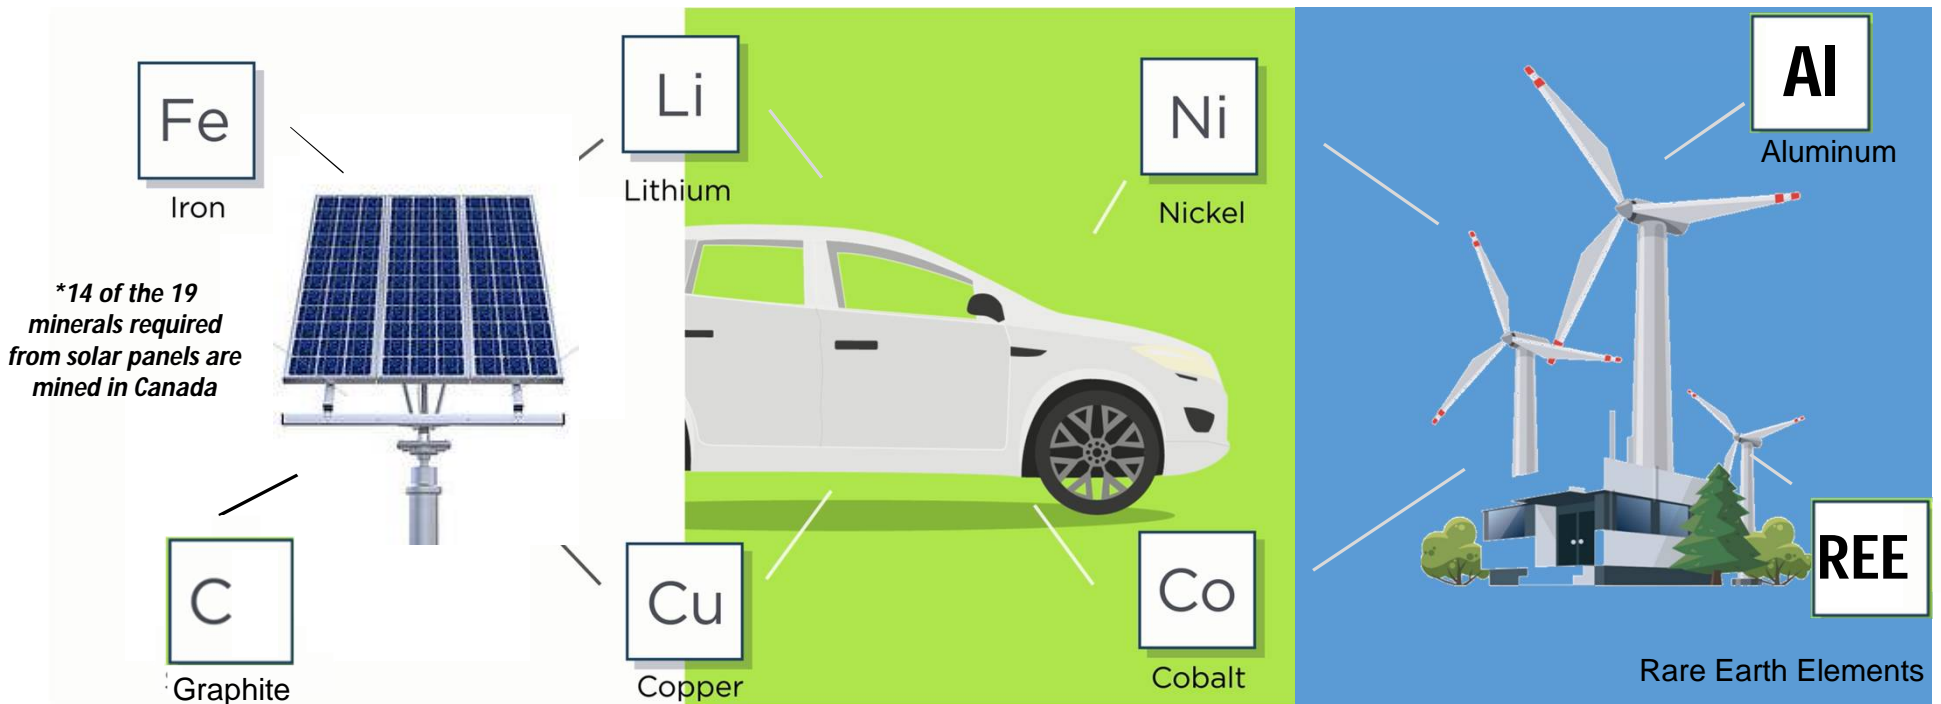 Fe
Iron
Li
Lithium
Ni
Nickel
Al
Aluminum
*14 of the 19
minerals required
from solar panels are
mined in Canada
C
Graphite
Cu
Copper
Co
Cobalt
REE
Rare Earth Elements